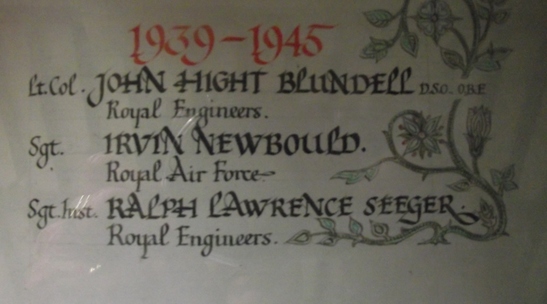 1939-1945
Lt. Col. JOHN HIGHT BLUNDELL D.S.O. O.B.E
Royal Engineers.
Sgt. IRVIN NEWBOULD.
Royal Air Force
Sgt. Inst. RALPH LAWRENCE SEEGER.
Royal Engineers.